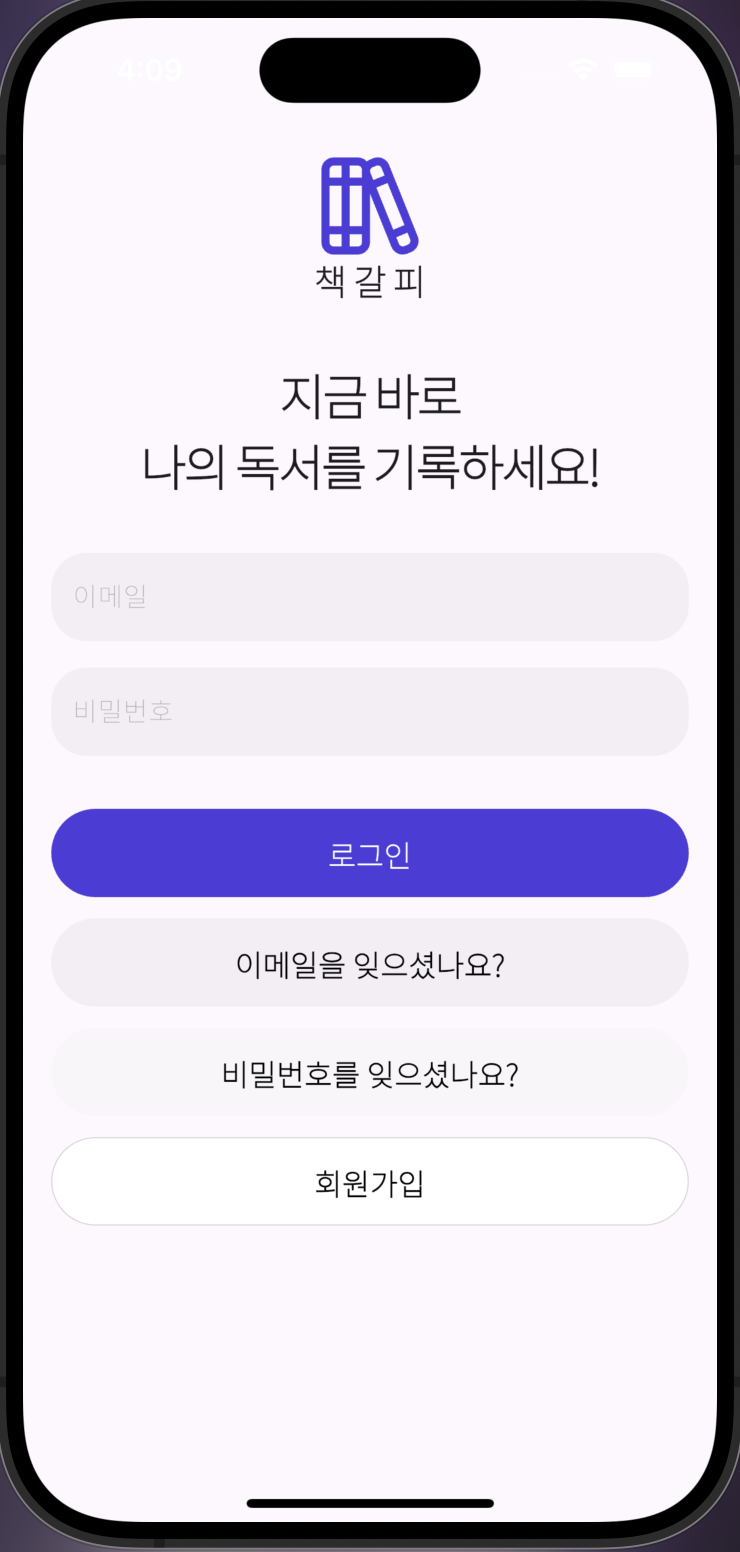 4:09
책갈피
지금 바로
나의 독서를 기록하세요!
이메일
비밀번호
로그인
이메일을 잊으셨나요?
비밀번호를 잊으셨나요?
회원가입